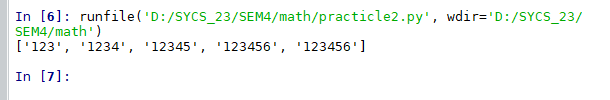 In [6]: runfile('D:/SYCS_23/SEM4/math/practicle2.py', wdir='D:/SYCS_23/
SEM4/math')
['123', '1234', '12345', '123456', '123456']
In [7]: